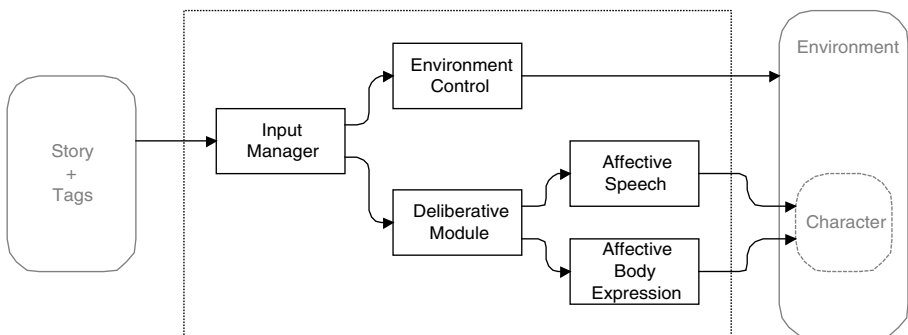 Story
+
Tags
Input
Manager
Environment
Control
Deliberative
Module
Affective
Speech
Affective
Body
Expression
Environment
Character